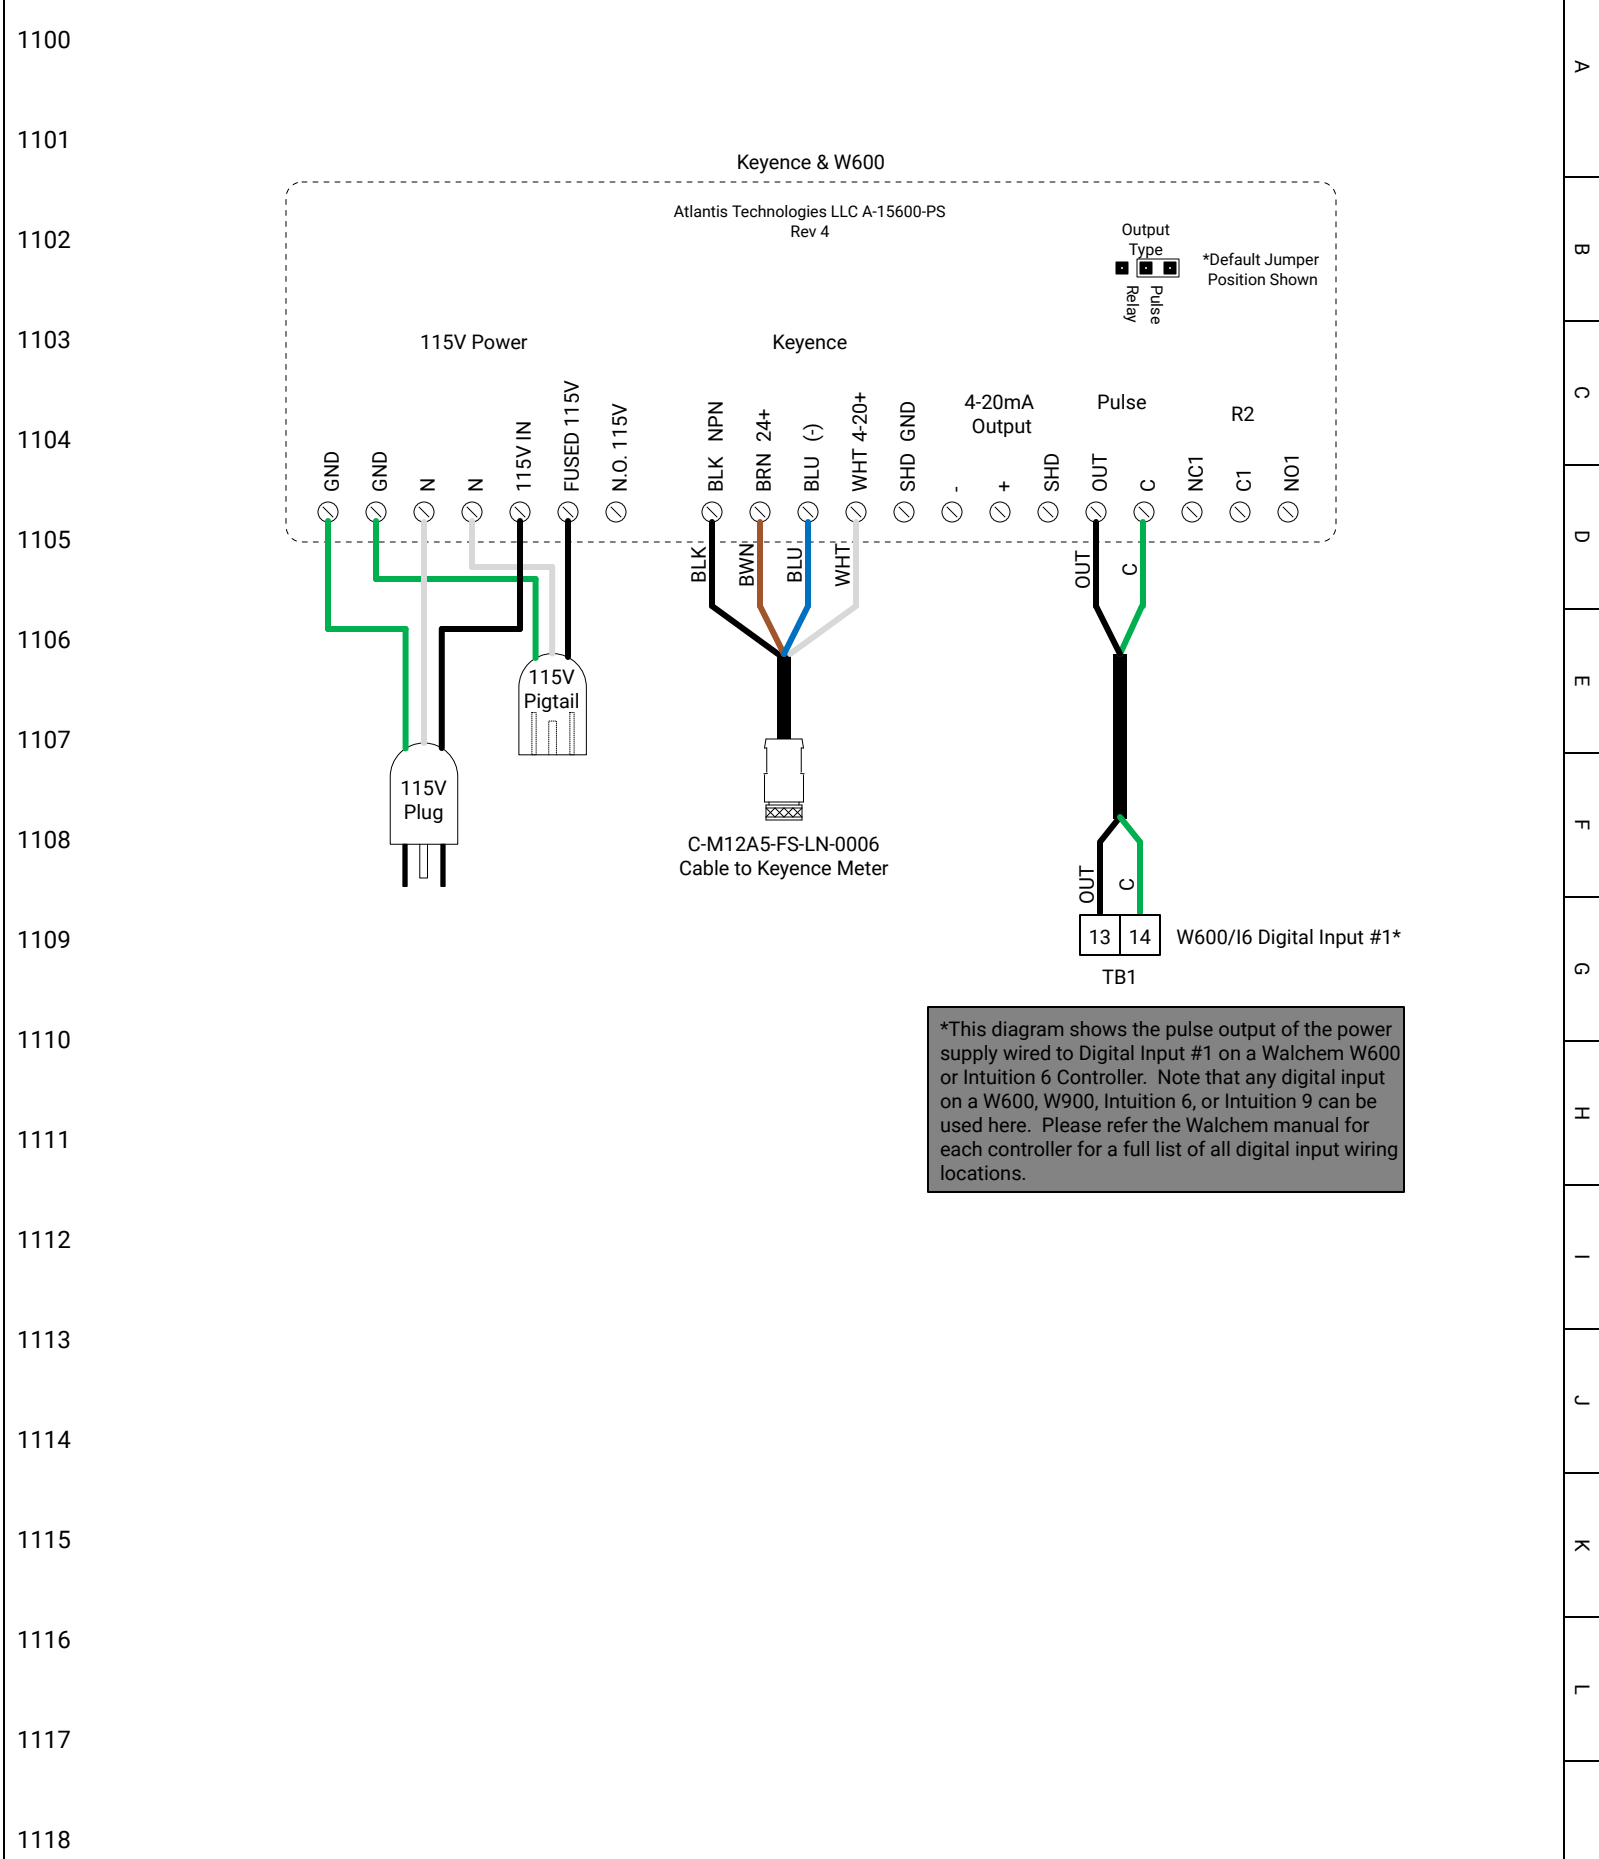 1100
1101
1102
1103
1104
1105
1106
1107
1108
1109
1110
1111
1112
1113
1114
1115
1116
1117
1118
A
B
C
D
E
F
G
H
I
J
K
L
Keyence & W600
Atlantis Technologies LLC A-15600-PS
Rev 4
Output
Type
Relay
Pulse
*Default Jumper
Position Shown
115V Power
Keyence
4-20mA
Output
Pulse
R2
GND
GND
N
N
115V IN
FUSED 115V
N.O. 115V
BLK NPN
BRN 24+
BLU (-)
WHT 4-20+
SHD GND
-
+
SHD
OUT
C
NC1
C1
NO1
BLK
BWN
BLU
WHT
OUT
C
115V
Pigtail
115V
Plug
C-M12A5-FS-LN-0006
Cable to Keyence Meter
OUT
C
13
14
W600/I6 Digital Input #1*
TB1
*This diagram shows the pulse output of the power
supply wired to Digital Input #1 on a Walchem W600
or Intuition 6 Controller. Note that any digital input
on a W600, W900, Intuition 6, or Intuition 9 can be
used here. Please refer the Walchem manual for
each controller for a full list of all digital input wiring
locations.